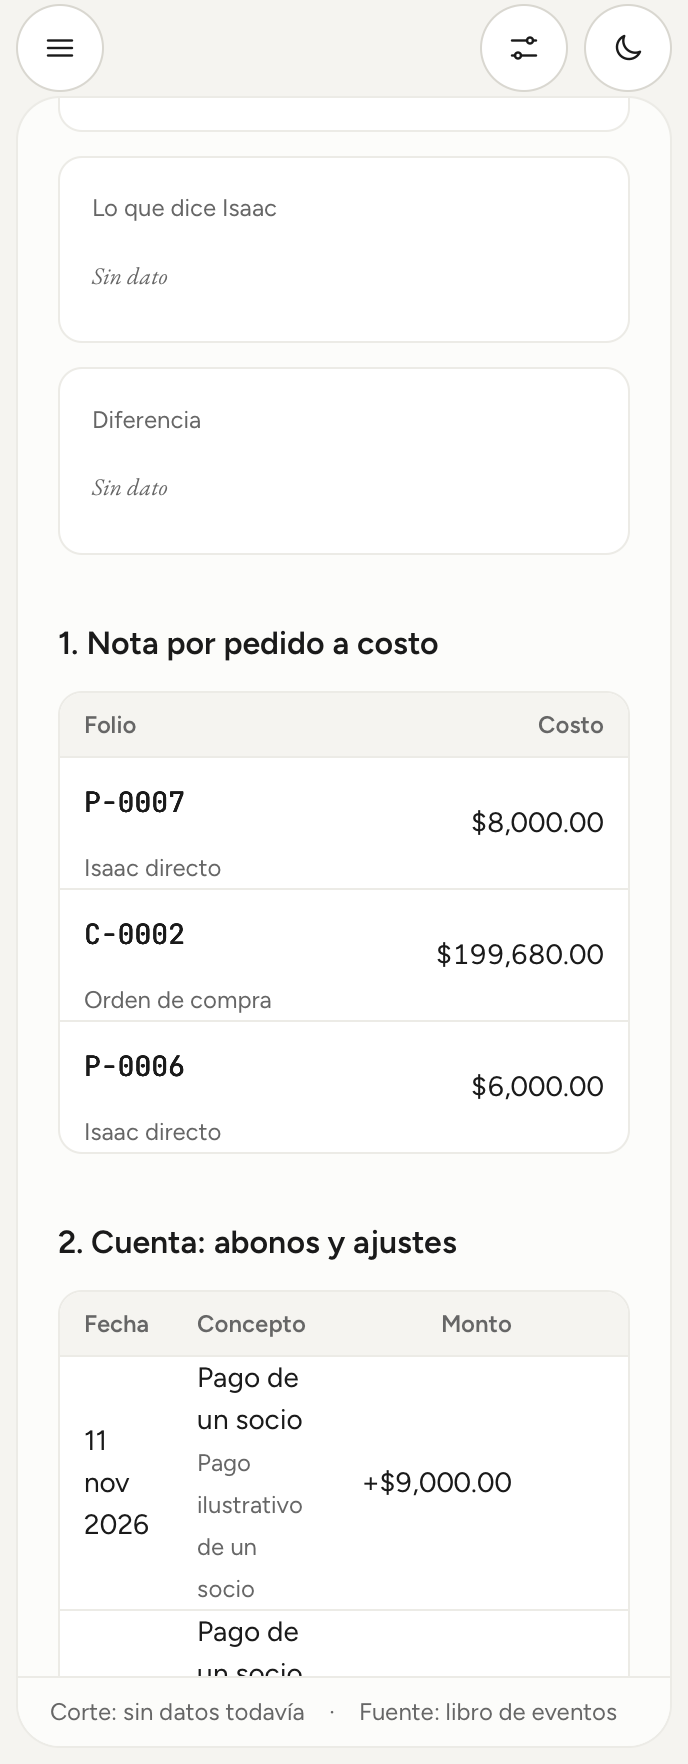 Lo que dice Isaac
Sin dato
Diferencia
Sin dato
1. Nota por pedido a costo
Folio Costo
P-0007
$8,000.00
Isaac directo
C-0002
$199,680.00
Orden de compra
P-0006
$6,000.00
Isaac directo
2. Cuenta: abonos y ajustes
Fecha Concepto Monto
11
nov
2026
Pago de
un socio
Pago
ilustrativo
de un
socio
+$9,000.00
Pago de
un socio
Corte: sin datos todavía · Fuente: libro de eventos